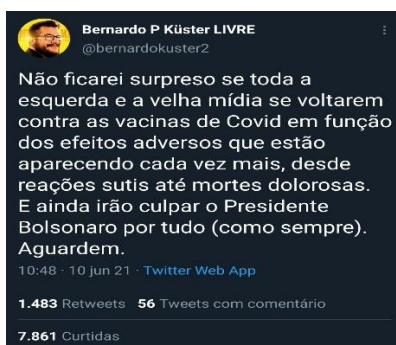 Bernardo P Küster LIVRE
@bernardokuster2
Não ficarei surpreso se toda a
esquerda e a velha mídia se voltarem
contra as vacinas de Covid em função
dos efeitos adversos que estão
aparecendo cada vez mais, desde
reações sutis até mortes dolorosas.
E ainda irão culpar o Presidente
Bolsonaro por tudo (como sempre).
Aguardem.
10:48 · 10 jun 21 · Twitter Web App
1.483 Retweets 56 Tweets com comentário
7.861 Curtidas